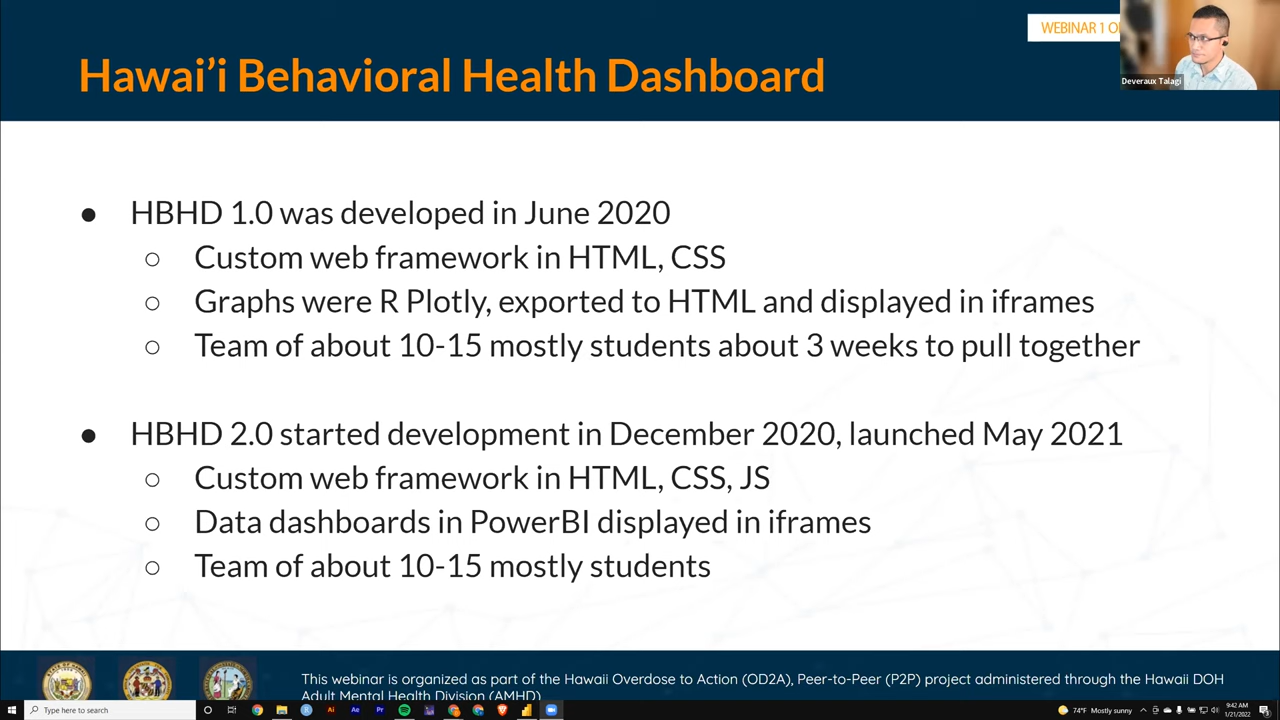 WEBINAR 1 O
Deveraux Talagi
Hawai’i Behavioral Health Dashboard
● HBHD 1.0 was developed in June 2020
○ Custom web framework in HTML, CSS
○ Graphs were R Plotly, exported to HTML and displayed in iframes
○ Team of about 10-15 mostly students about 3 weeks to pull together
● HBHD 2.0 started development in December 2020, launched May 2021
○ Custom web framework in HTML, CSS, JS
○ Data dashboards in PowerBI displayed in iframes
○ Team of about 10-15 mostly students
This webinar is organized as part of the Hawaii Overdose to Action (OD2A), Peer-to-Peer (P2P) project administered through the Hawaii DOH
Adult Mental Health Division (AMHD)
Type here to search
Ai
Ae
Pr
74°F Mostly sunny
9:42 AM
1/21/2022